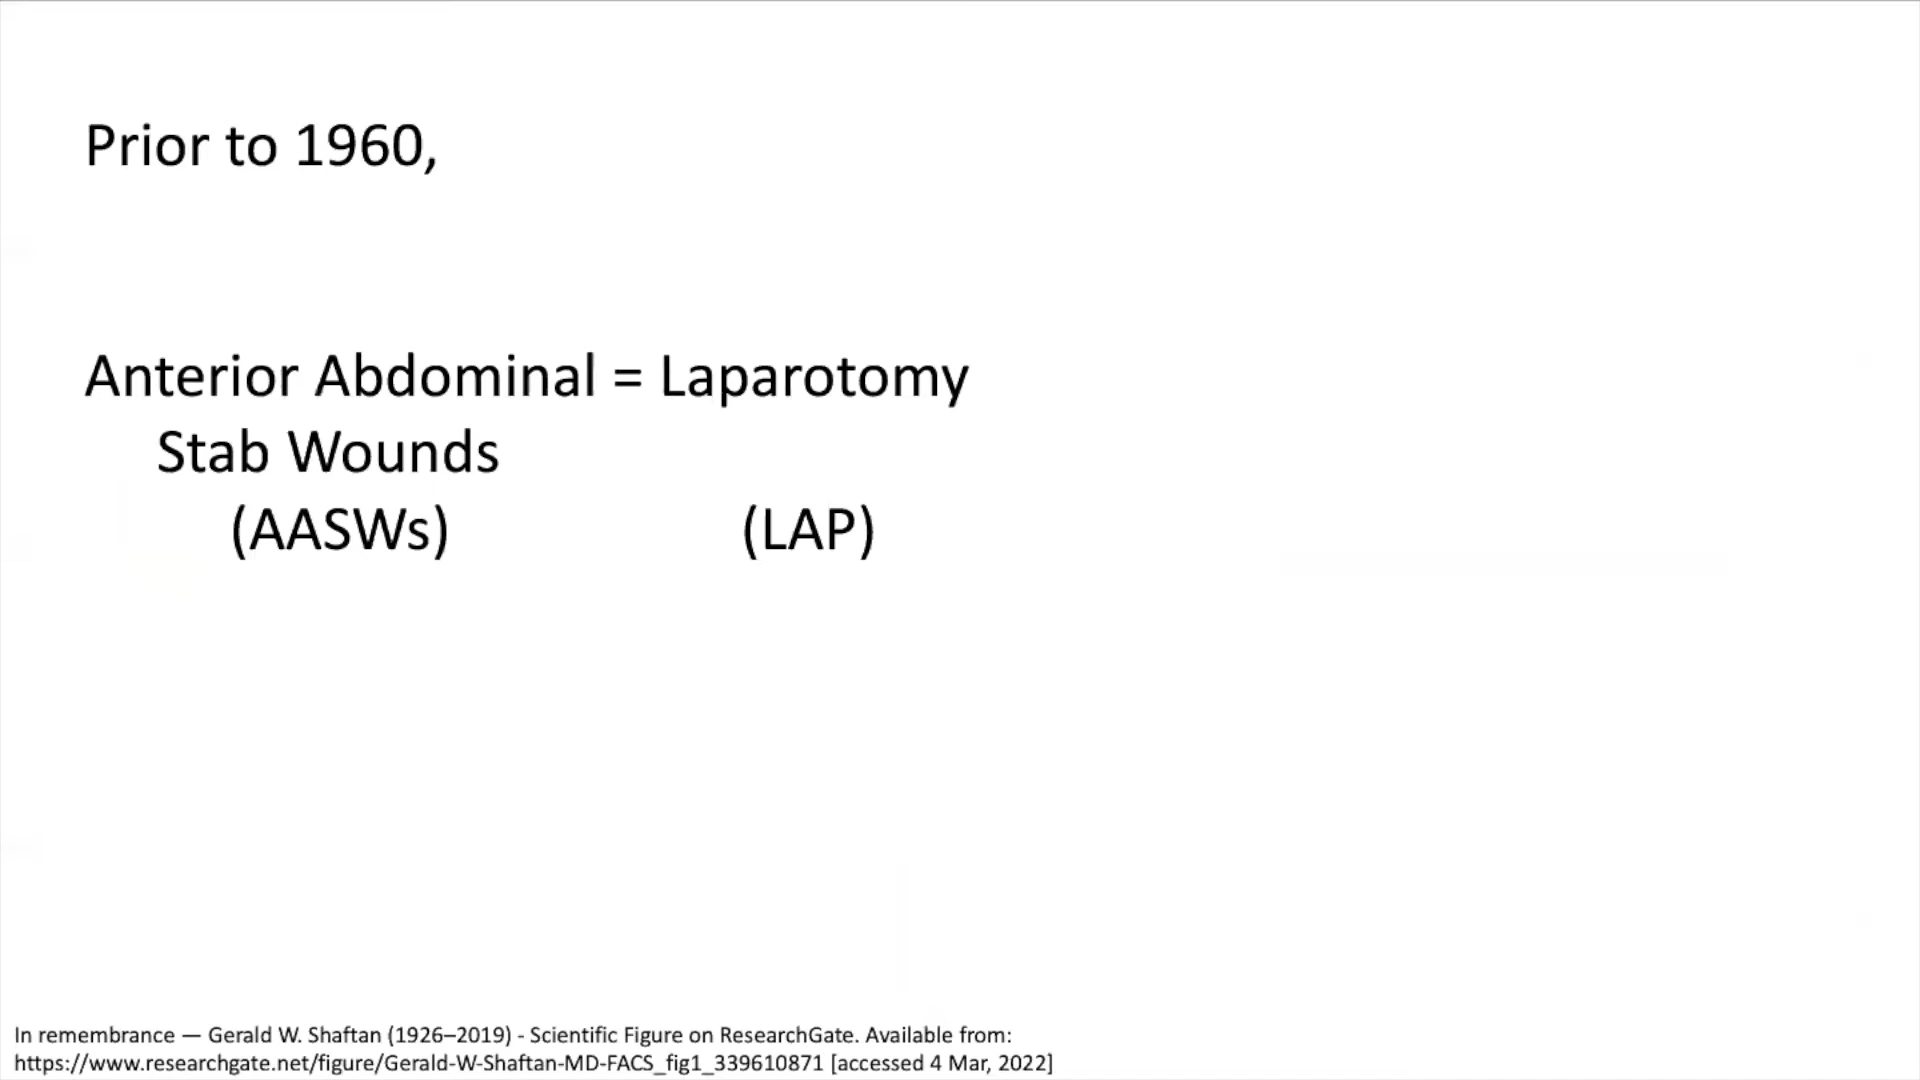 Prior to 1960,
Anterior Abdominal = Laparotomy
Stab Wounds
(AASWs) (LAP)
In remembrance — Gerald W. Shaftan (1926–2019) - Scientific Figure on ResearchGate. Available from:
https://www.researchgate.net/figure/Gerald-W-Shaftan-MD-FACS_fig1_339610871 [accessed 4 Mar, 2022]